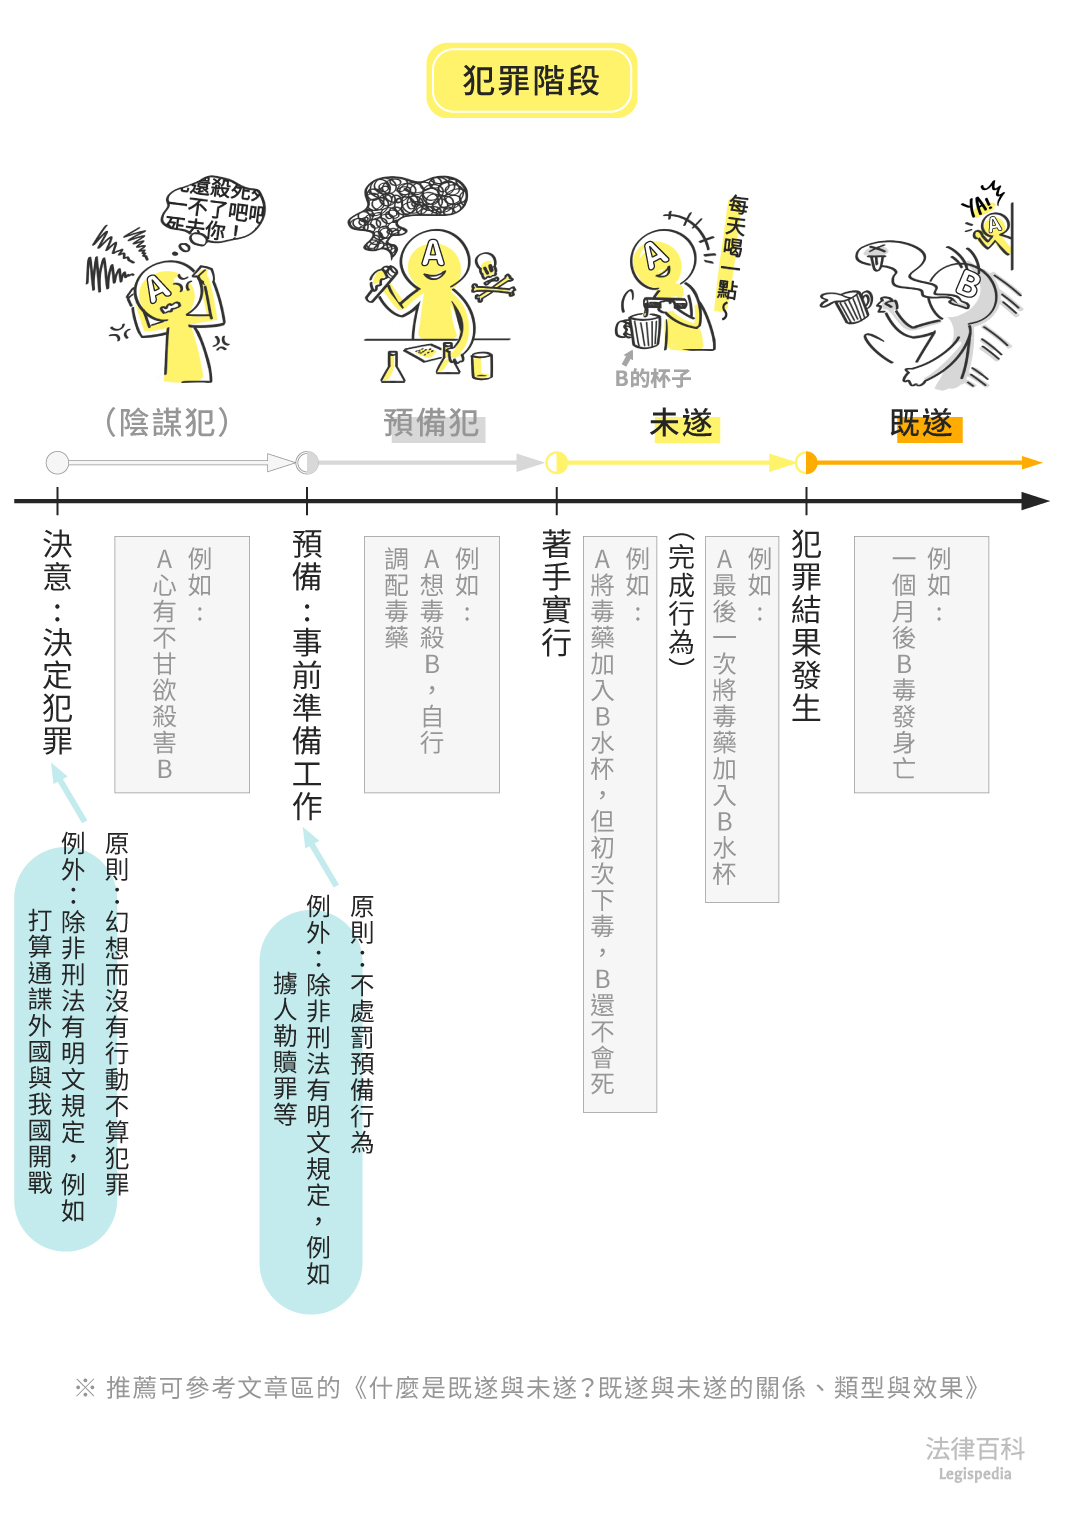 犯罪階段
還殺死
一不了吧吧
死去你！
A
A
A
每天喝一點~
B的杯子
YA!
A
B
（陰謀犯）
預備犯
未遂
既遂
決意：決定犯罪
例如：
A心有不甘欲殺害B
預備：事前準備工作
例如：
A想毒殺B，自行
調配毒藥
著手實行
例如：
A將毒藥加入B水杯，但初次下毒，B還不會死
（完成行為）
例如：
A最後一次將毒藥加入B水杯
犯罪結果發生
例如：
一個月後B毒發身亡
原則：幻想而沒有行動不算犯罪
例外：除非刑法有明文規定，例如
打算通諜外國與我國開戰
原則：不處罰預備行為
例外：除非刑法有明文規定，例如
擄人勒贖罪等
※ 推薦可參考文章區的《什麼是既遂與未遂？既遂與未遂的關係、類型與效果》
法律百科
Legispedia